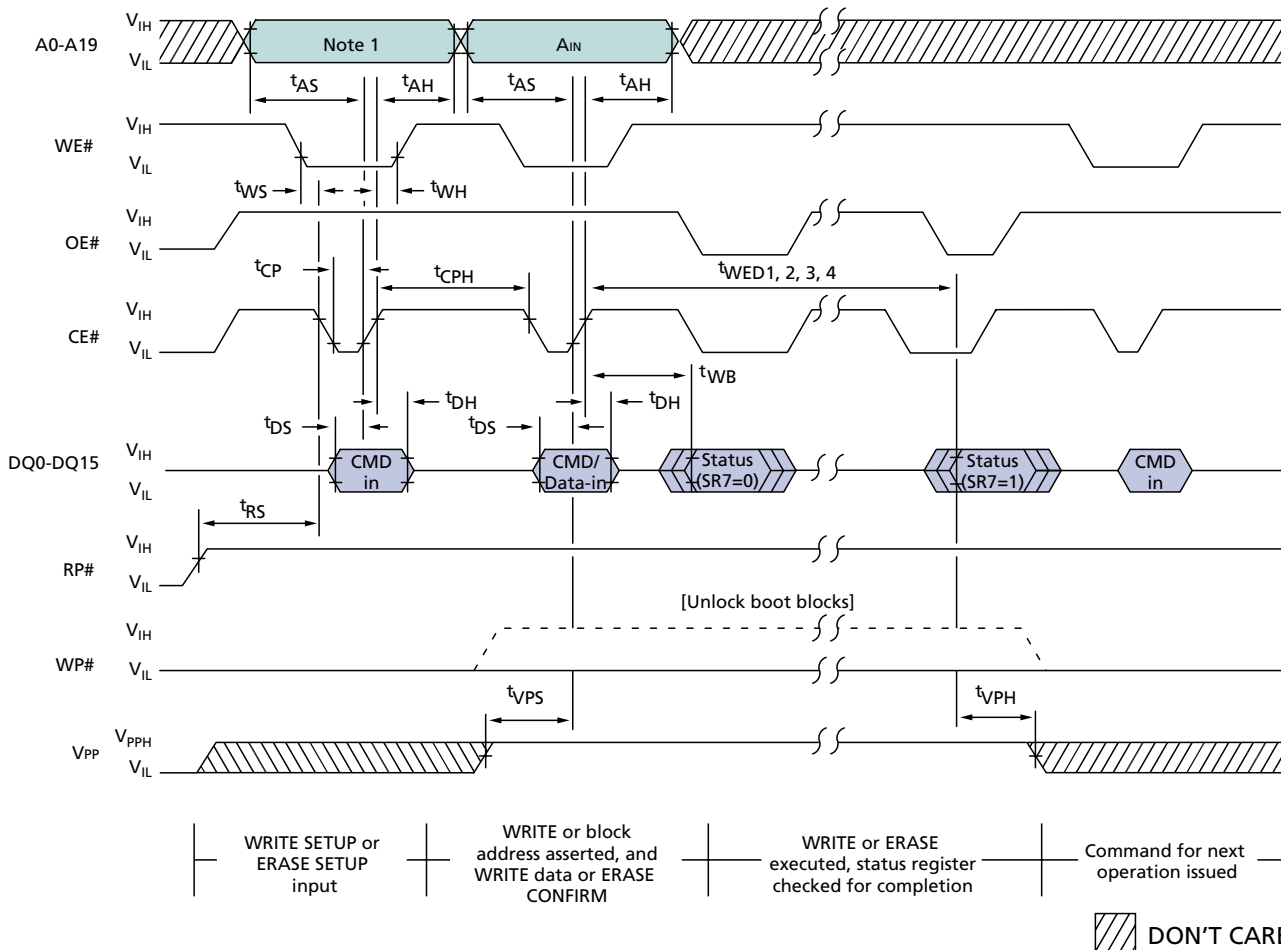 A0-A19
VIH
VIL
Note 1
AIN
tAS
tAH
tAS
tAH
WE#
VIH
VIL
tWS
tWH
OE#
VIH
VIL
tCP
tCPH
tWED1, 2, 3, 4
CE#
VIH
VIL
tWB
tDS
tDH
tDS
tDH
DQ0-DQ15
VIH
VIL
CMD
in
CMD/
Data-in
Status
(SR7=0)
Status
(SR7=1)
CMD
in
tRS
RP#
VIH
VIL
[Unlock boot blocks]
WP#
VIH
VIL
tVPS
tVPH
VPP
VPPH
VIL
WRITE SETUP or
ERASE SETUP
input
WRITE or block
address asserted, and
WRITE data or ERASE
CONFIRM
WRITE or ERASE
executed, status register
checked for completion
Command for next
operation issued
DON'T CARE